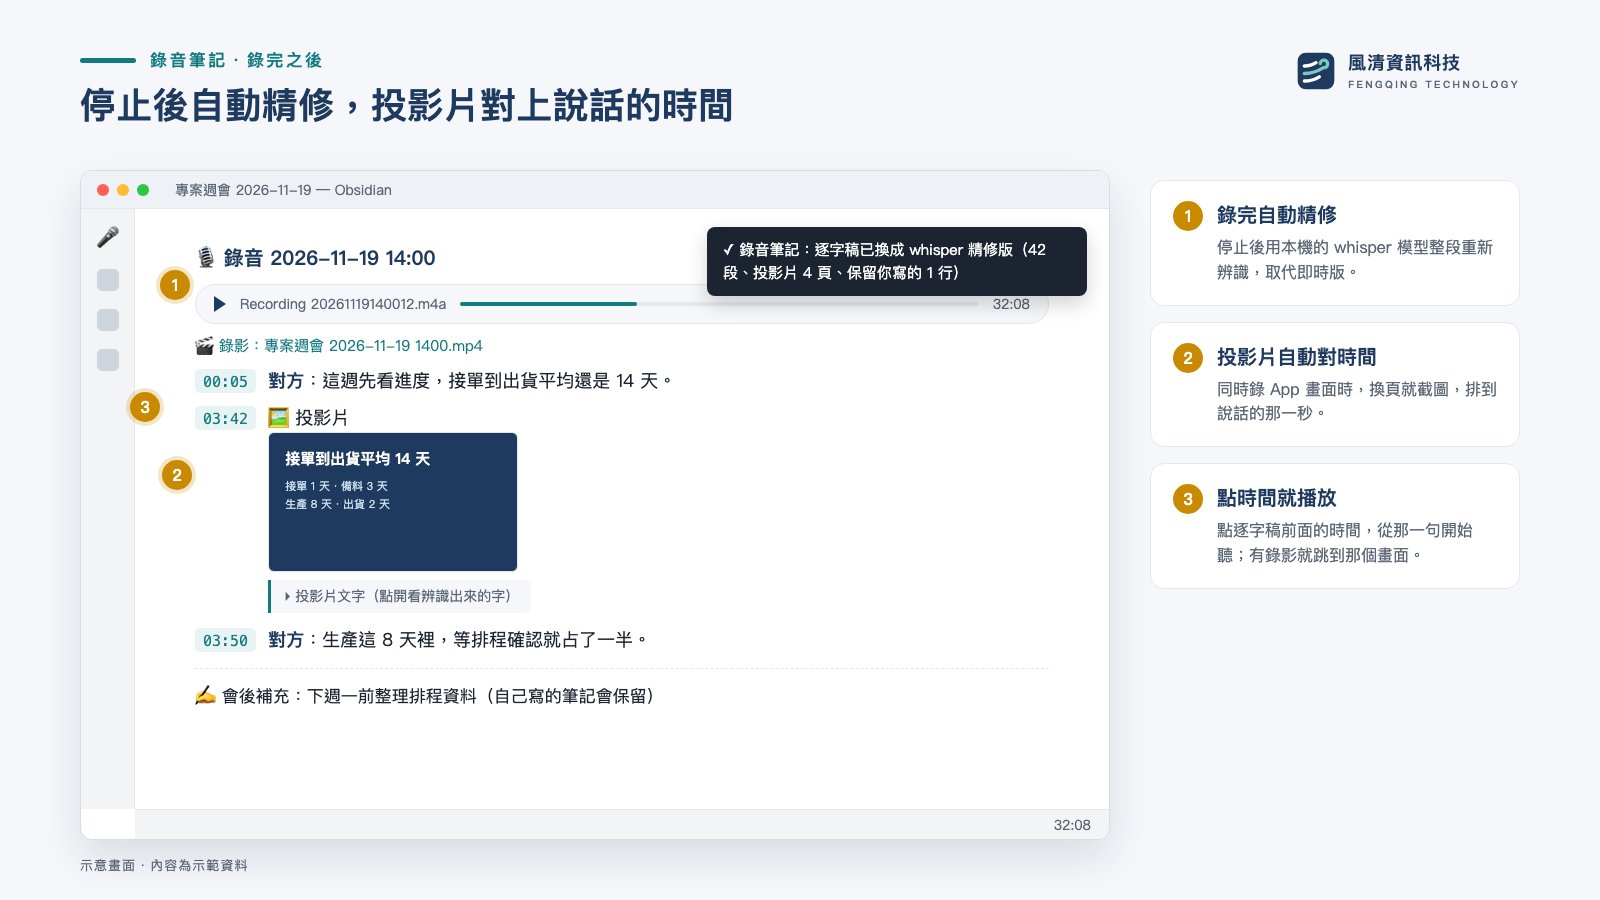 錄音筆記 · 錄完之後
停止後自動精修，投影片對上說話的時間
風清資訊科技
FENGQING TECHNOLOGY
專案週會 2026-11-19 — Obsidian
🎙️ 錄音 2026-11-19 14:00
✓ 錄音筆記：逐字稿已換成 whisper 精修版（42
段、投影片 4 頁、保留你寫的 1 行）
1
Recording 20261119140012.m4a 32:08
🎬 錄影：專案週會 2026-11-19 1400.mp4
00:05 對方：這週先看進度，接單到出貨平均還是 14 天。
3
03:42 🖼️ 投影片
2
接單到出貨平均 14 天
接單 1 天 · 備料 3 天
生產 8 天 · 出貨 2 天
投影片文字（點開看辨識出來的字）
03:50 對方：生產這 8 天裡，等排程確認就占了一半。
✍️ 會後補充：下週一前整理排程資料（自己寫的筆記會保留）
32:08
1 錄完自動精修
停止後用本機的 whisper 模型整段重新
辨識，取代即時版。
2 投影片自動對時間
同時錄 App 畫面時，換頁就截圖，排到
說話的那一秒。
3 點時間就播放
點逐字稿前面的時間，從那一句開始
聽；有錄影就跳到那個畫面。
示意畫面 · 內容為示範資料